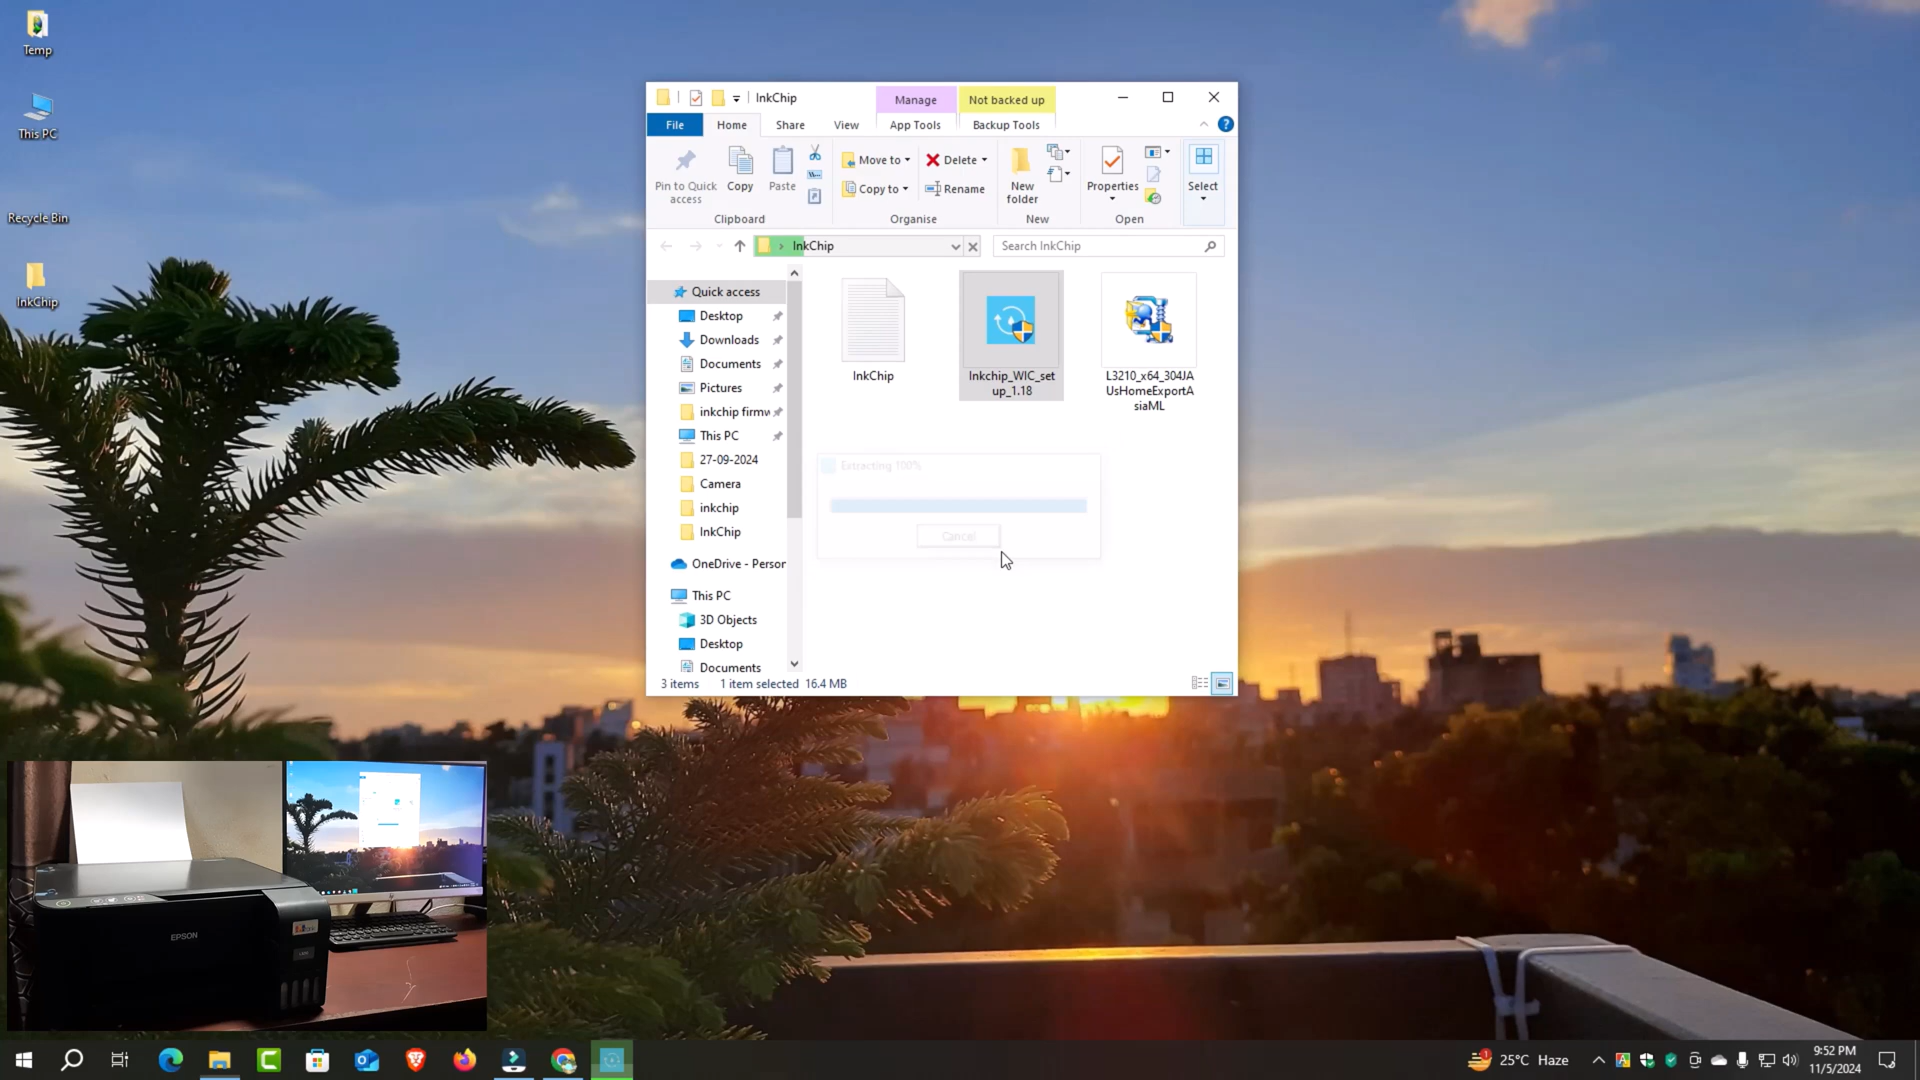 Temp
This PC
Recycle Bin
InkChip
InkChip
Manage
Not backed up
File
Home
Share
View
App Tools
Backup Tools
Pin to Quick access
Copy
Paste
Move to
Copy to
Delete
Rename
New folder
Properties
Select
Clipboard
Organise
New
Open
InkChip
Search InkChip
Quick access
Desktop
Downloads
Documents
Pictures
inkchip firmw
This PC
27-09-2024
Camera
inkchip
InkChip
OneDrive - Person
This PC
3D Objects
Desktop
Documents
InkChip
Inkchip_WIC_set
up_1.18
L3210_x64_304JA
UsHomeExportA
siaML
Extracting 100%
Cancel
3 items
1 item selected 16.4 MB
EPSON
25°C Haze
9:52 PM
11/5/2024